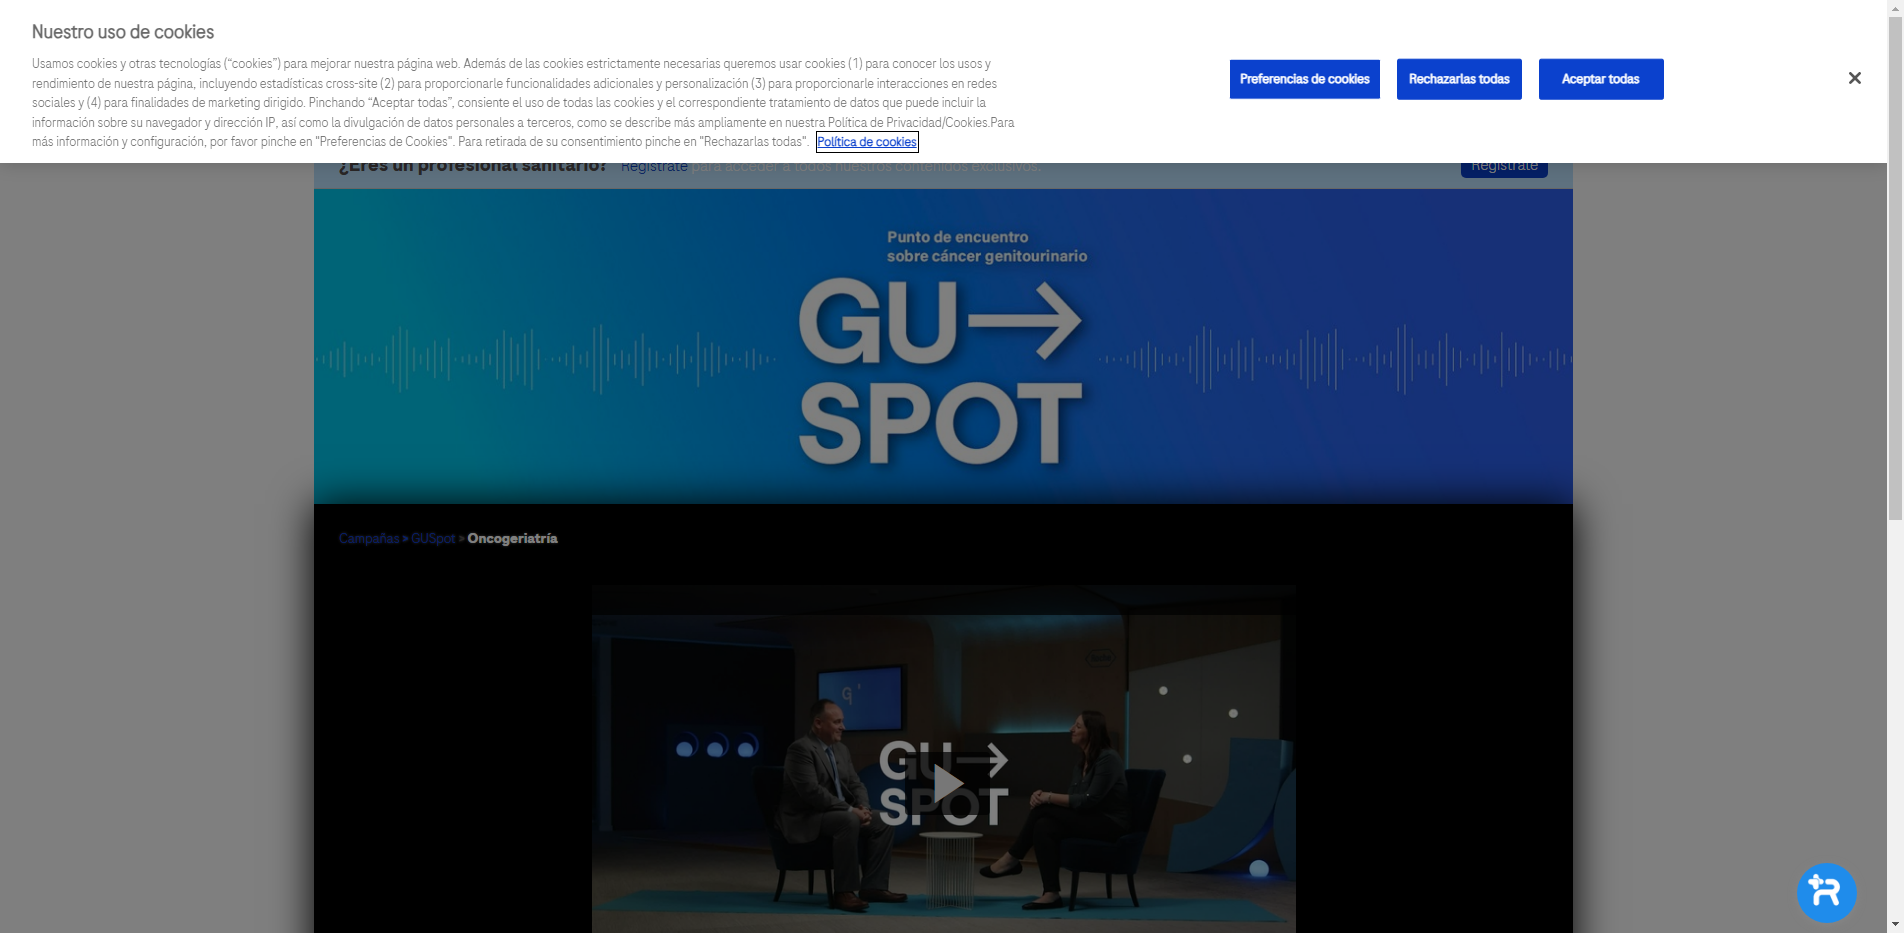 Nuestro uso de cookies
Usamos cookies y otras tecnologías (“cookies”) para mejorar nuestra página web. Además de las cookies estrictamente necesarias queremos usar cookies (1) para conocer los usos y
rendimiento de nuestra página, incluyendo estadísticas cross-site (2) para proporcionarle funcionalidades adicionales y personalización (3) para proporcionarle interacciones en redes
sociales y (4) para finalidades de marketing dirigido. Pinchando “Aceptar todas”, consiente el uso de todas las cookies y el correspondiente tratamiento de datos que puede incluir la
información sobre su navegador y dirección IP, así como la divulgación de datos personales a terceros, como se describe más ampliamente en nuestra Política de Privacidad/Cookies.Para
más información y configuración, por favor pinche en "Preferencias de Cookies". Para retirada de su consentimiento pinche en "Rechazarlas todas". Política de cookies
Preferencias de cookies
Rechazarlas todas
Aceptar todas
¿Eres un profesional sanitario? Regístrate para acceder a todos nuestros contenidos exclusivos.
Regístrate
Punto de encuentro
sobre cáncer genitourinario
GU→
SPOT
Campañas » GUSpot » Oncogeriatría
GU→
SPOT